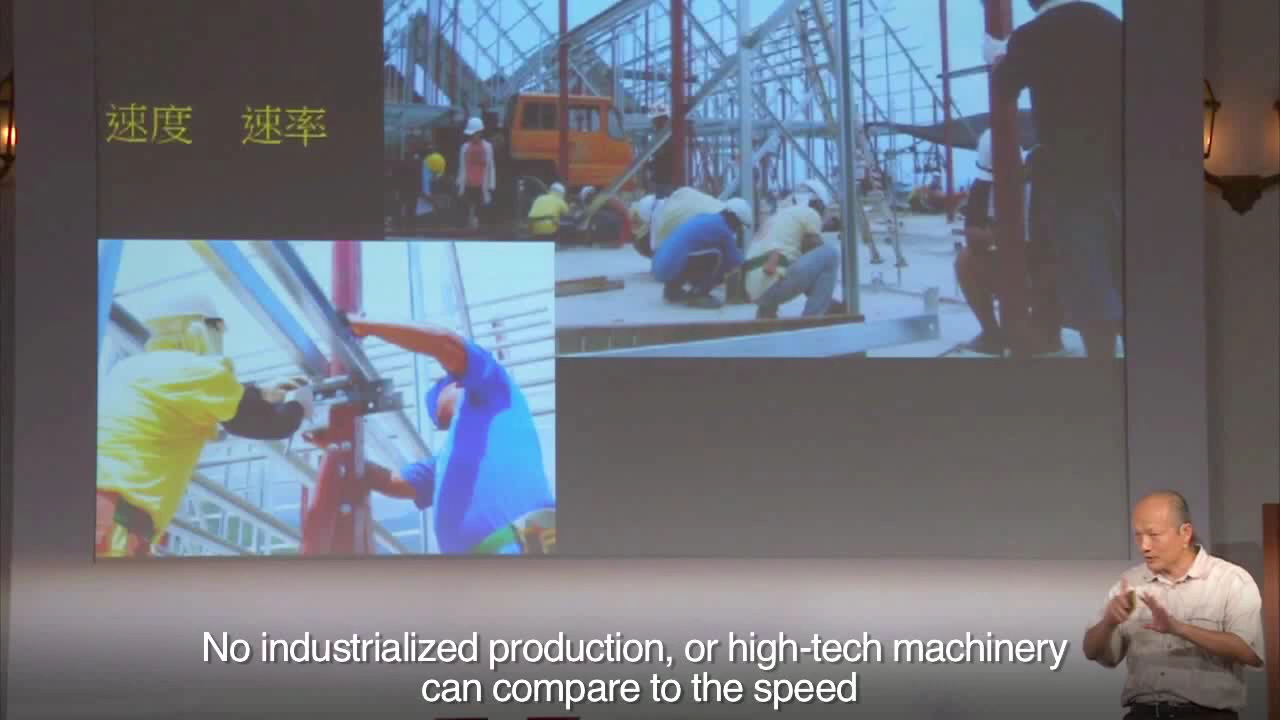 速度 速率
No industrialized production, or high-tech machinery
can compare to the speed